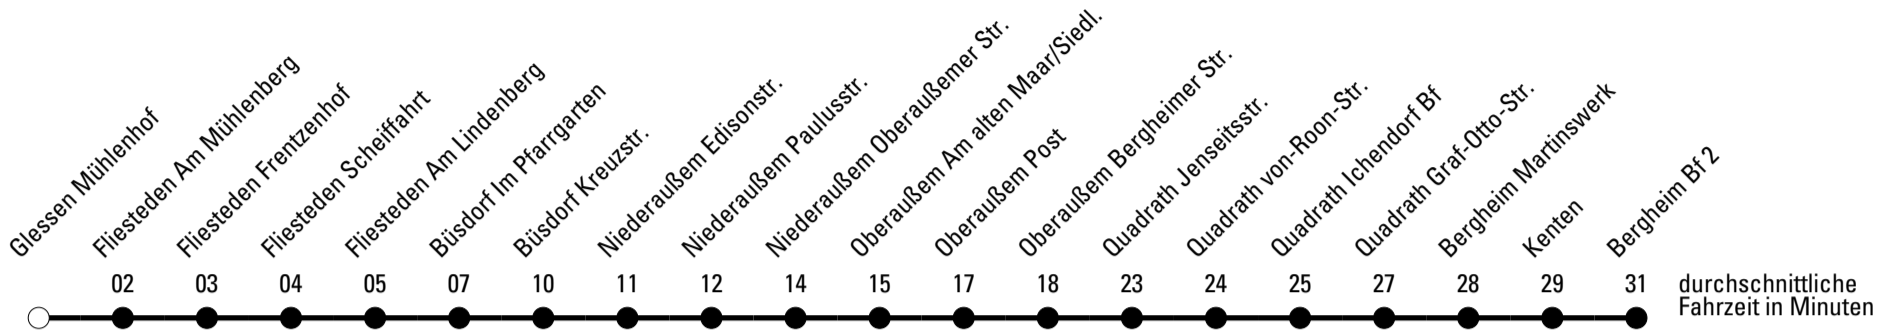 Glessen Mühlenhof
Fliesteden Am Mühlenberg
Fliesteden Frentzenhof
Fliesteden Scheiffahrt
Fliesteden Am Lindenberg
Büsdorf Im Pfarrgarten
Büsdorf Kreuzstr.
Niederaußem Edisonstr.
Niederaußem Paulusstr.
Niederaußem Oberaußemer Str.
Oberaußem Am alten Maar/Siedl.
Oberaußem Post
Oberaußem Bergheimer Str.
Quadrath Jenseitsstr.
Quadrath von-Roon-Str.
Quadrath Ichendorf Bf
Quadrath Graf-Otto-Str.
Bergheim Martinswerk
Kenten
Bergheim Bf 2
02 03 04 05 07 10 11 12 14 15 17 18 23 24 25 27 28 29 31
durchschnittliche
Fahrzeit in Minuten